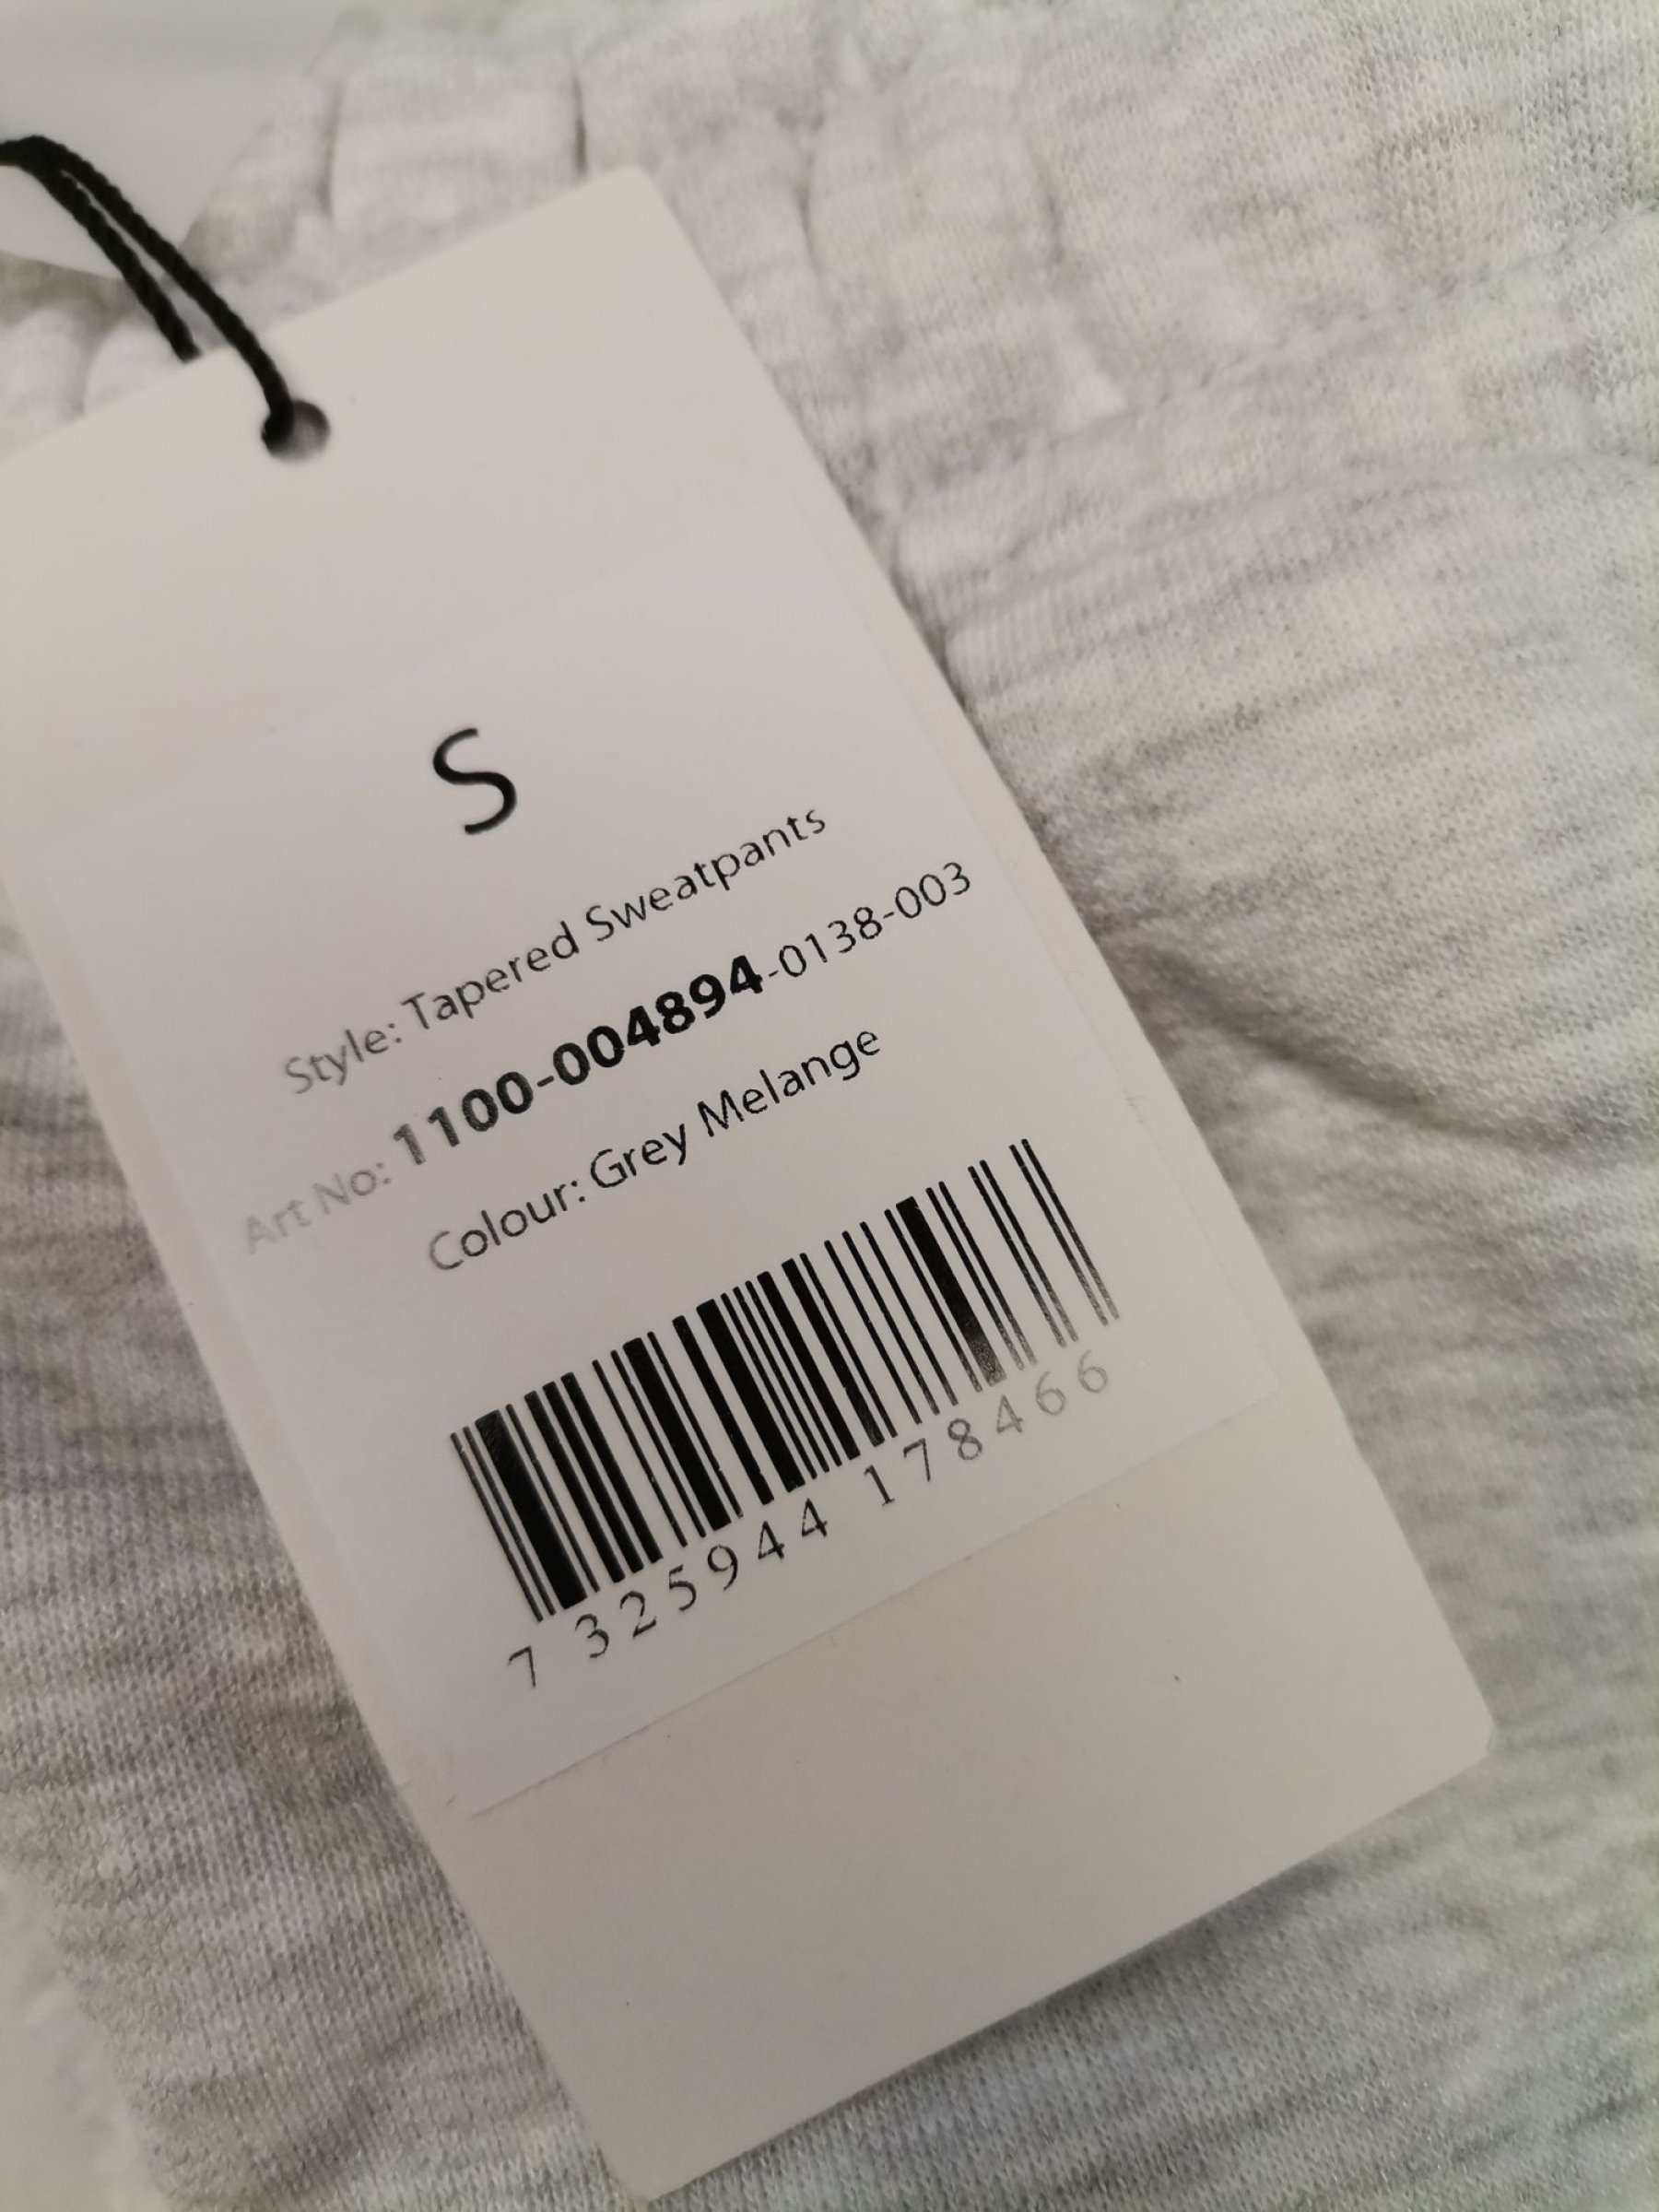 S
Style: Tapered Sweatpants
Art No: 1100-004894-0138-003
Colour: Grey Melange
7 325944 178466